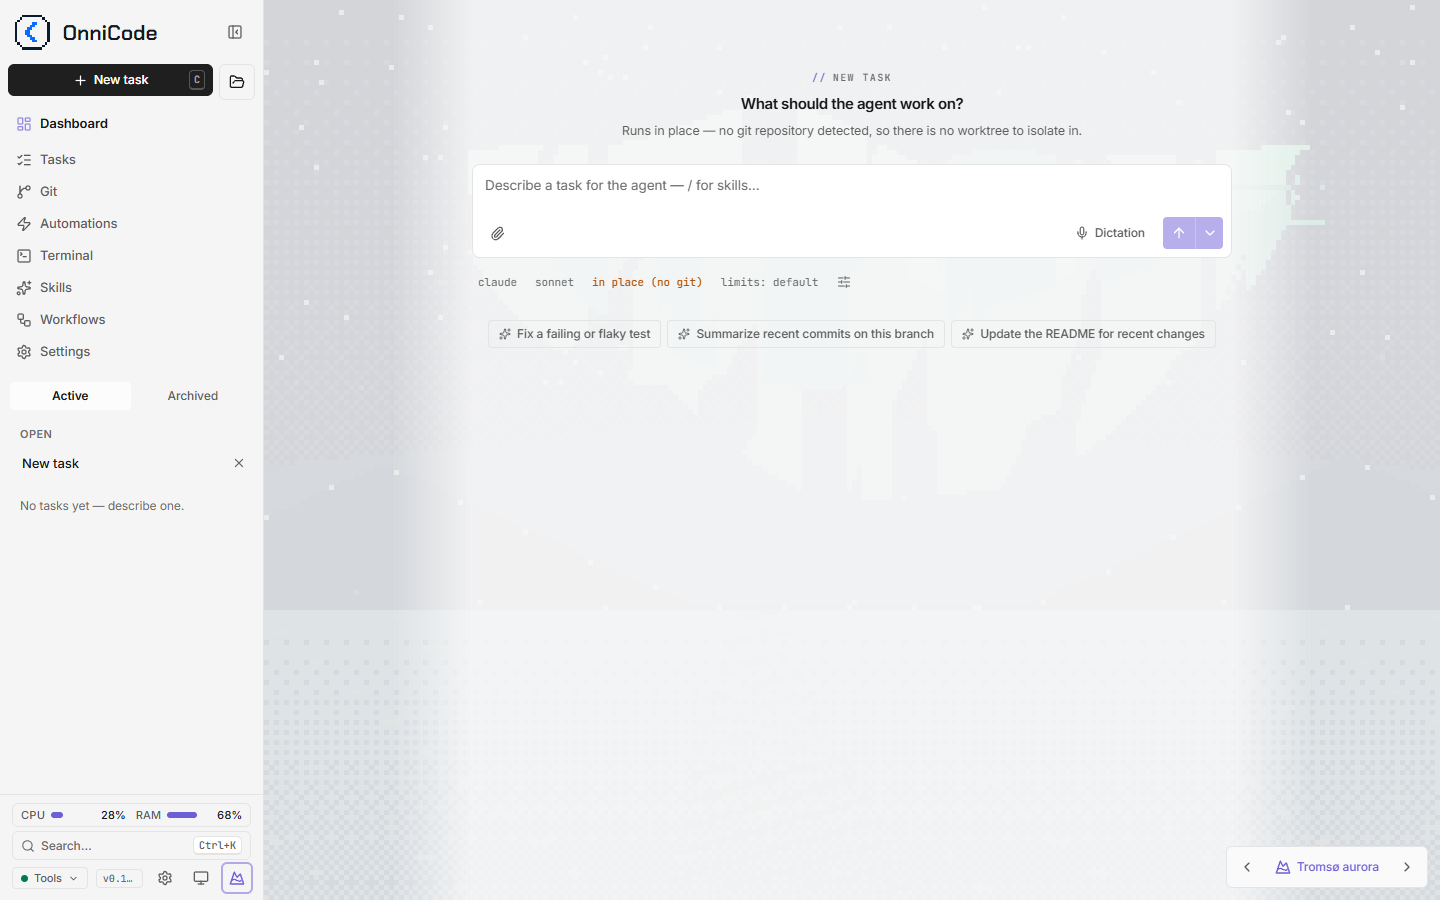 OnniCode
New task
C
Dashboard
Tasks
Git
Automations
Terminal
Skills
Workflows
Settings
Active
Archived
OPEN
New task
No tasks yet — describe one.
CPU 28% RAM 68%
Search... Ctrl+K
Tools
v0.1…
// NEW TASK
What should the agent work on?
Runs in place — no git repository detected, so there is no worktree to isolate in.
Describe a task for the agent — / for skills...
Dictation
claude sonnet in place (no git) limits: default
Fix a failing or flaky test
Summarize recent commits on this branch
Update the README for recent changes
Tromsø aurora